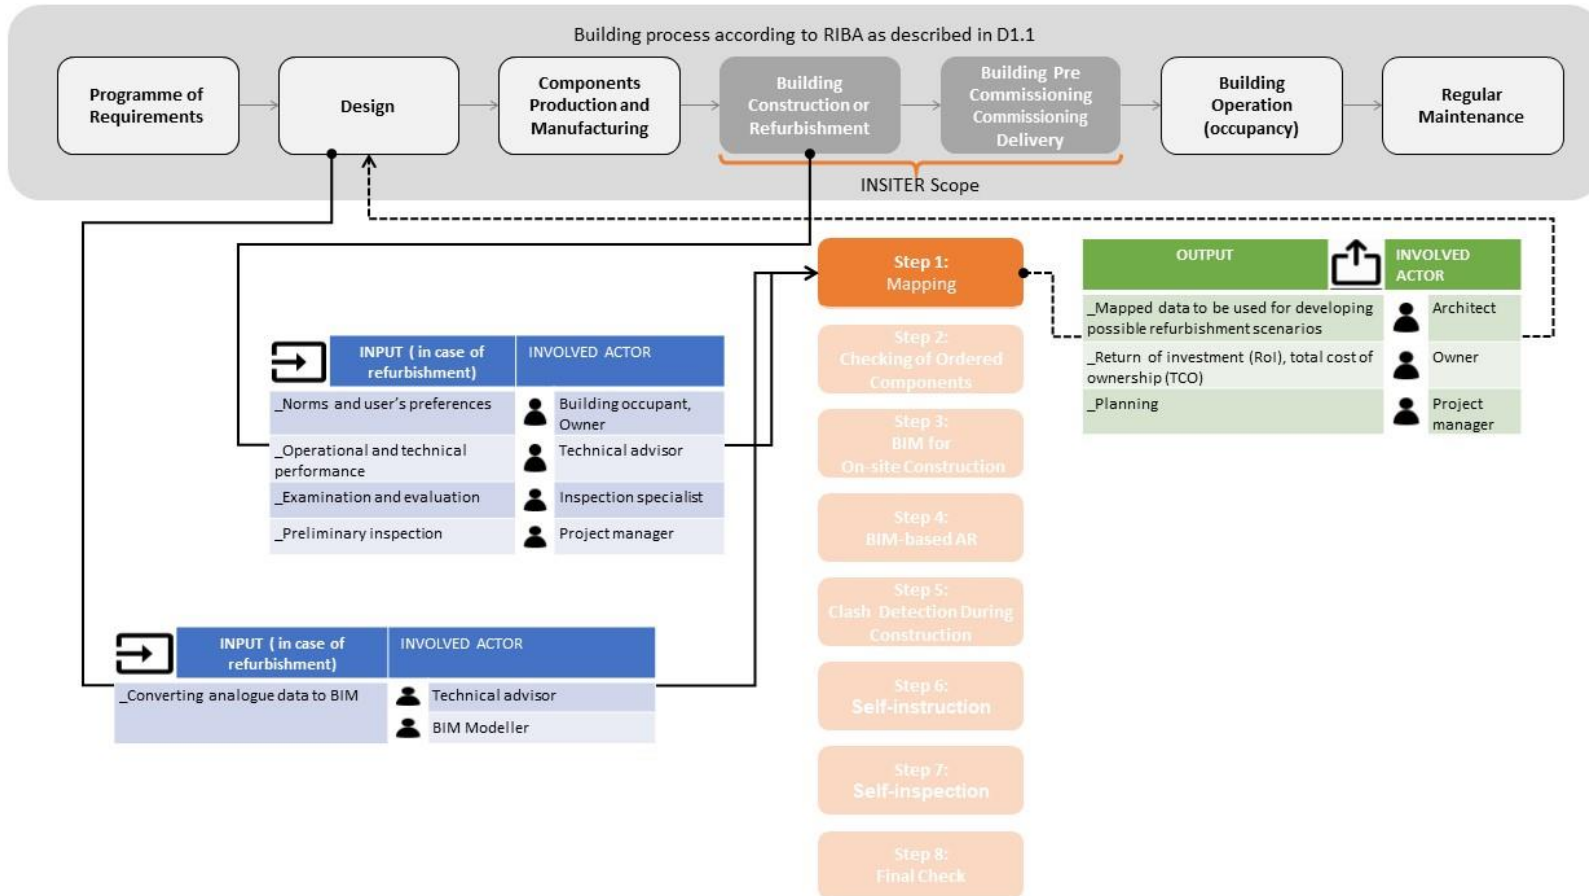 Building process according to RIBA as described in D1.1
Programme of
Requirements
Design
Components
Production and
Manufacturing
Building
Construction or
Refurbishment
Building Pre
Commissioning
Commissioning
Delivery
Building
Operation
(occupancy)
Regular
Maintenance
INSITER Scope
Step 1:
Mapping
Step 2:
Checking of Ordered
Components
Step 3:
BIM for
On-site Construction
Step 4:
BIM-based AR
Step 5:
Clash Detection During
Construction
Step 6:
Self-instruction
Step 7:
Self-inspection
Step 8:
Final Check
OUTPUT
INVOLVED
ACTOR
_Mapped data to be used for developing
possible refurbishment scenarios
Architect
_Return of investment (RoI), total cost of
ownership (TCO)
Owner
_Planning
Project
manager
INPUT ( in case of
refurbishment)
INVOLVED ACTOR
_Norms and user's preferences
Building occupant,
Owner
_Operational and technical
performance
Technical advisor
_Examination and evaluation
Inspection specialist
_Preliminary inspection
Project manager
INPUT ( in case of
refurbishment)
INVOLVED ACTOR
_Converting analogue data to BIM
Technical advisor
BIM Modeller